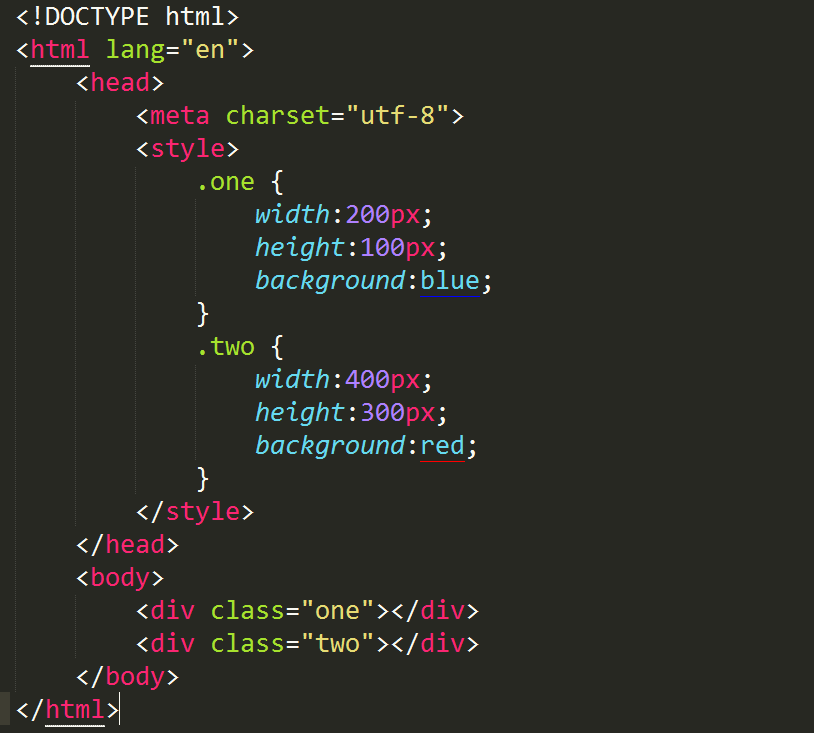 <!DOCTYPE html>
<html lang="en">
    <head>
        <meta charset="utf-8">
        <style>
            .one {
                width:200px;
                height:100px;
                background:blue;
            }
            .two {
                width:400px;
                height:300px;
                background:red;
            }
        </style>
    </head>
    <body>
        <div class="one"></div>
        <div class="two"></div>
    </body>
</html>